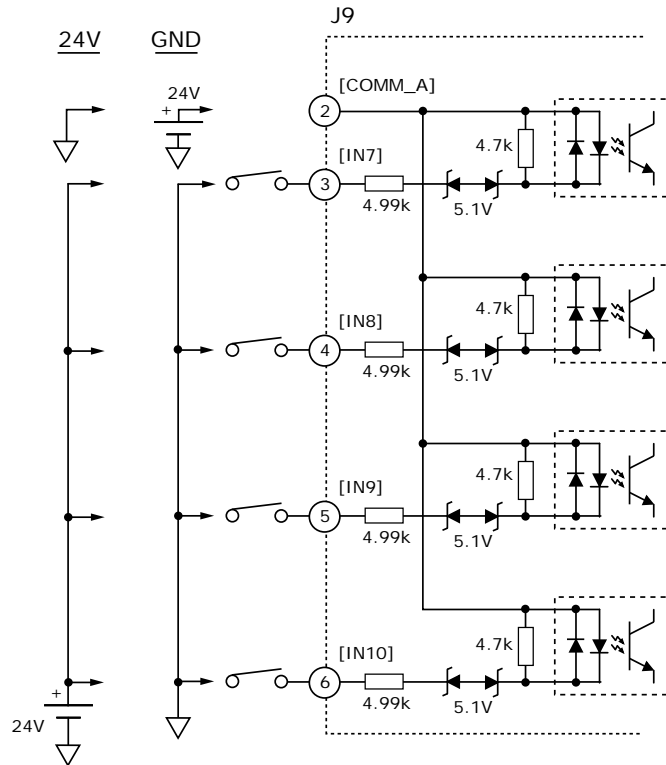 J9
24V GND
24V
+
[COMM_A]
2
4.7k
[IN7]
3
4.99k
5.1V
4.7k
[IN8]
4
4.99k
5.1V
4.7k
[IN9]
5
4.99k
5.1V
4.7k
[IN10]
6
4.99k
5.1V
+
24V